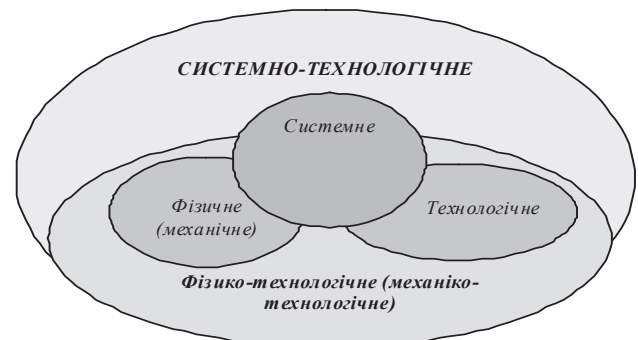 СИСТЕМНО-ТЕХНОЛОГІЧНЕ
Системне
Фізичне
(механічне)
Технологічне
Фізико-технологічне (механіко-
технологічне)